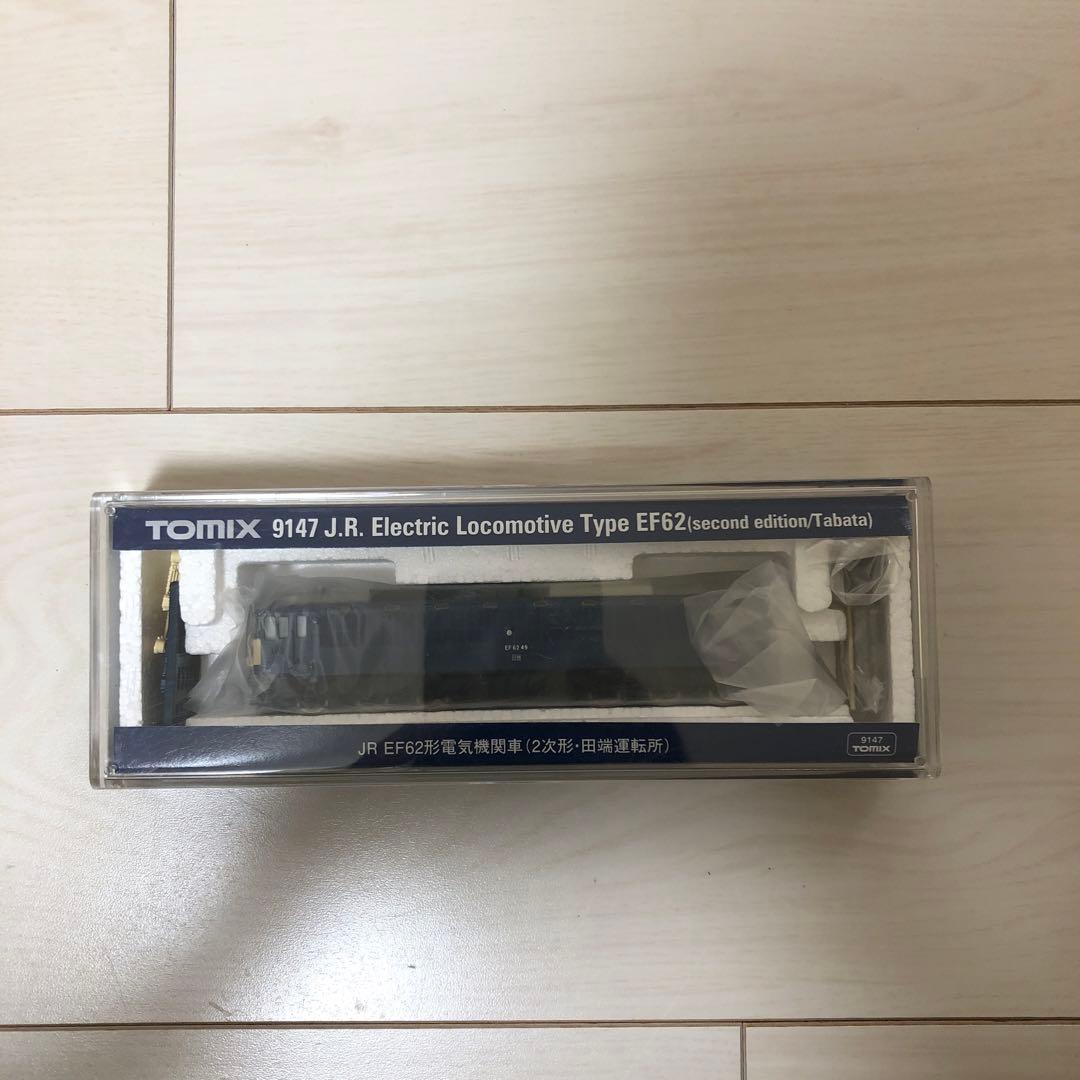 TOMIX 9147 J.R. Electric Locomotive Type EF62(second edition/Tabata)
EF62 49
JR EF62形電気機関車(2次形・田端運転所)
9147
TOMIX